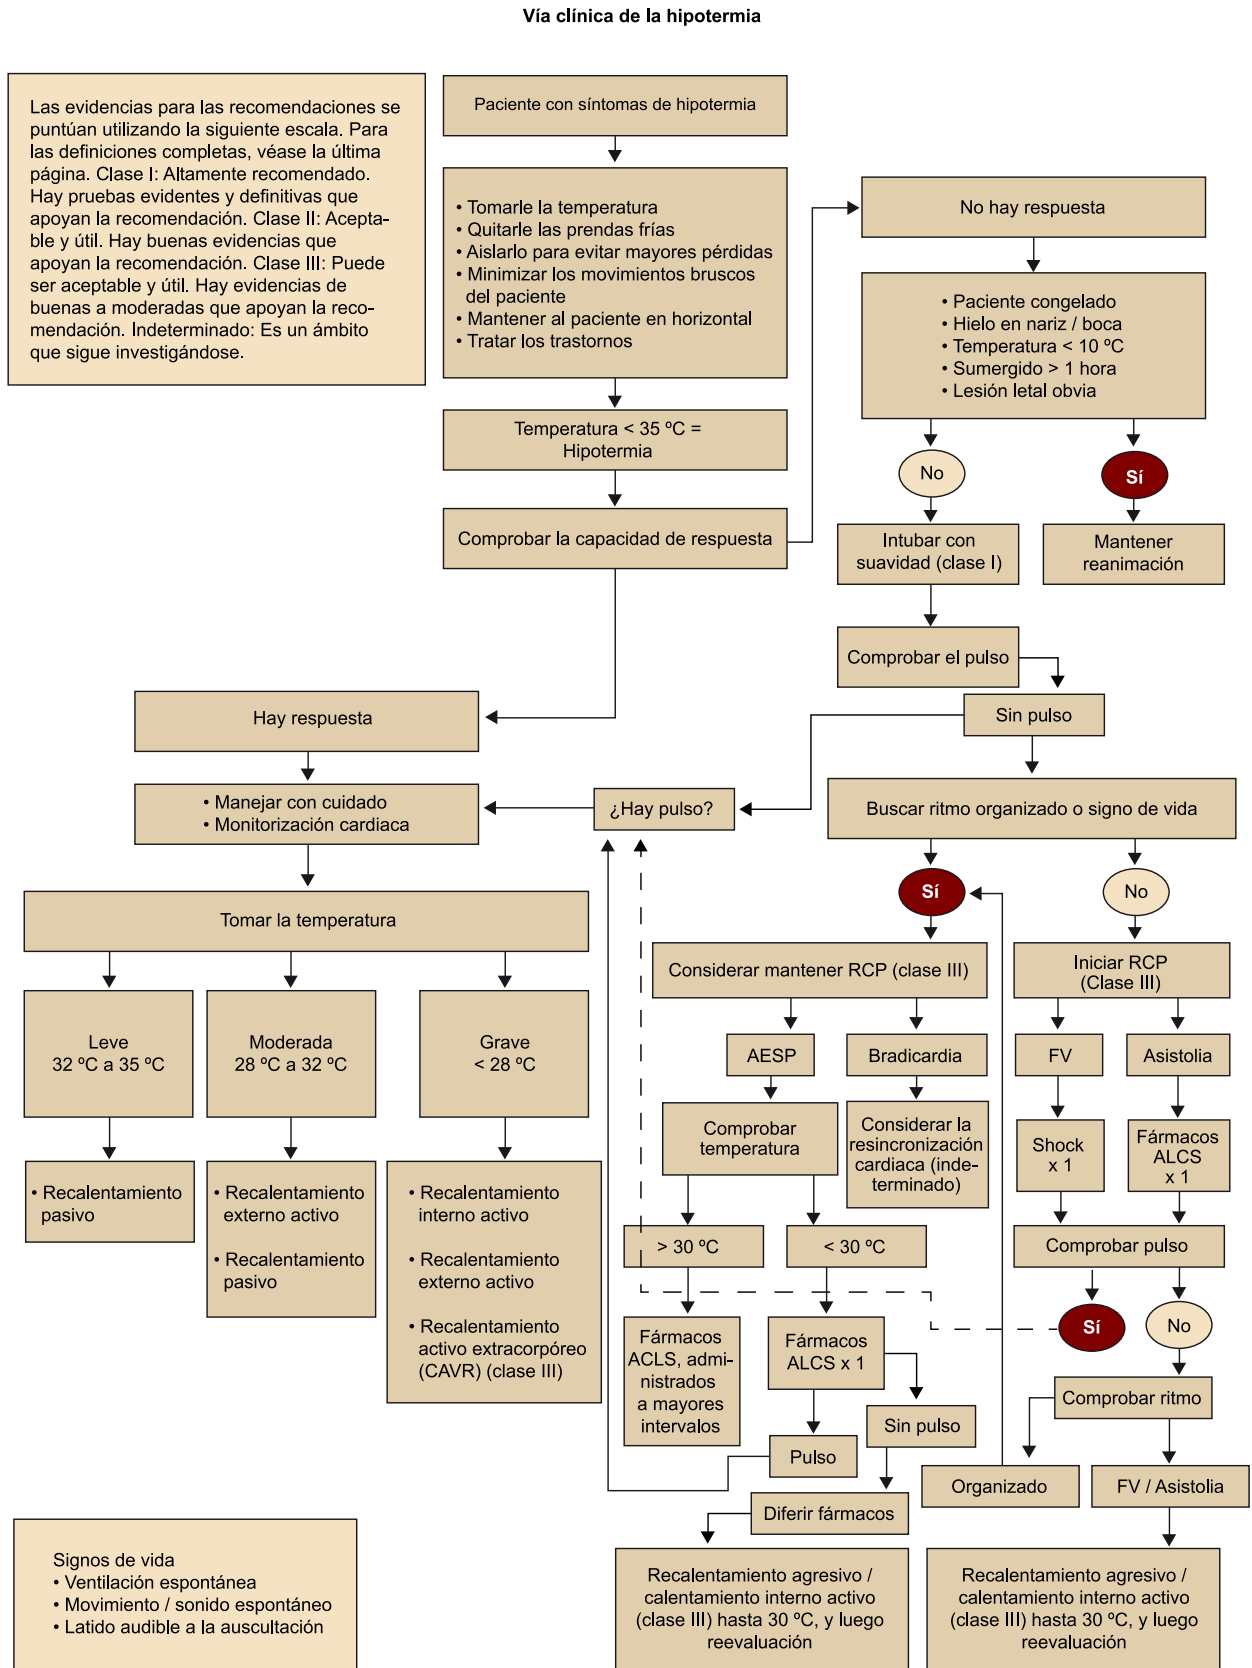 Vía clínica de la hipotermia
Las evidencias para las recomendaciones se
puntúan utilizando la siguiente escala. Para
las definiciones completas, véase la última
página. Clase I: Altamente recomendado.
Hay pruebas evidentes y definitivas que
apoyan la recomendación. Clase II: Acepta-
ble y útil. Hay buenas evidencias que
apoyan la recomendación. Clase III: Puede
ser aceptable y útil. Hay evidencias de
buenas a moderadas que apoyan la reco-
mendación. Indeterminado: Es un ámbito
que sigue investigándose.
Paciente con síntomas de hipotermia
• Tomarle la temperatura
• Quitarle las prendas frías
• Aislarlo para evitar mayores pérdidas
• Minimizar los movimientos bruscos
del paciente
• Mantener al paciente en horizontal
• Tratar los trastornos
Temperatura < 35 ºC =
Hipotermia
Comprobar la capacidad de respuesta
No hay respuesta
• Paciente congelado
• Hielo en nariz / boca
• Temperatura < 10 ºC
• Sumergido > 1 hora
• Lesión letal obvia
No
Sí
Intubar con
suavidad (clase I)
Mantener
reanimación
Comprobar el pulso
Sin pulso
Hay respuesta
• Manejar con cuidado
• Monitorización cardiaca
¿Hay pulso?
Buscar ritmo organizado o signo de vida
Sí
No
Tomar la temperatura
Considerar mantener RCP (clase III)
Iniciar RCP
(Clase III)
Leve
32 ºC a 35 ºC
Moderada
28 ºC a 32 ºC
Grave
< 28 ºC
AESP
Bradicardia
FV
Asistolia
Comprobar
temperatura
Considerar la
resincronización
cardiaca (inde-
terminado)
Shock
x 1
Fármacos
ALCS
x 1
• Recalentamiento
pasivo
• Recalentamiento
externo activo
• Recalentamiento
pasivo
• Recalentamiento
interno activo
• Recalentamiento
externo activo
• Recalentamiento
activo extracorpóreo
(CAVR) (clase III)
> 30 ºC
< 30 ºC
Comprobar pulso
Sí
No
Fármacos
ACLS, admi-
nistrados
a mayores
intervalos
Fármacos
ALCS x 1
Comprobar ritmo
Sin pulso
Pulso
Organizado
FV / Asistolia
Diferir fármacos
Recalentamiento agresivo /
calentamiento interno activo
(clase III) hasta 30 ºC, y luego
reevaluación
Recalentamiento agresivo /
calentamiento interno activo
(clase III) hasta 30 ºC, y luego
reevaluación
Signos de vida
• Ventilación espontánea
• Movimiento / sonido espontáneo
• Latido audible a la auscultación